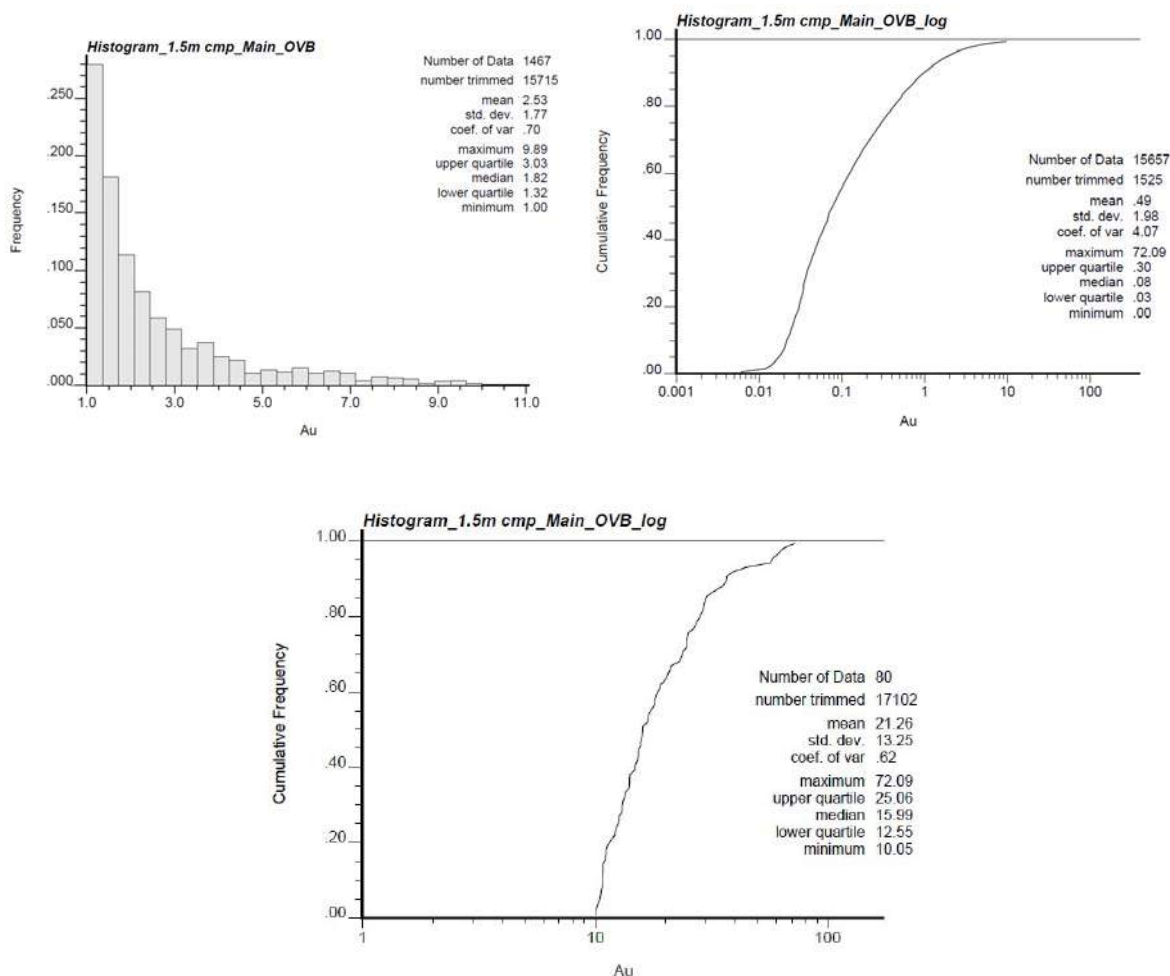 Histogram_1.5m cmp_Main_OVB
Number of Data 1467
number trimmed 15715
mean 2.53
std. dev. 1.77
coef. of var .70
maximum 9.89
upper quartile 3.03
median 1.82
lower quartile 1.32
minimum 1.00
Frequency
.250
.200
.150
.100
.050
.000
1.0 3.0 5.0 7.0 9.0 11.0
Au
Histogram_1.5m cmp_Main_OVB_log
Cumulative Frequency
1.00
.80
.60
.40
.20
.00
Number of Data 15657
number trimmed 1525
mean .49
std. dev. 1.98
coef. of var 4.07
maximum 72.09
upper quartile .30
median .08
lower quartile .03
minimum .00
0.001 0.01 0.1 1 10 100
Au
Histogram_1.5m cmp_Main_OVB_log
Cumulative Frequency
1.00
.80
.60
.40
.20
.00
Number of Data 80
number trimmed 17102
mean 21.26
std. dev. 13.25
coef. of var .62
maximum 72.09
upper quartile 25.06
median 15.99
lower quartile 12.55
minimum 10.05
1 10 100
Au